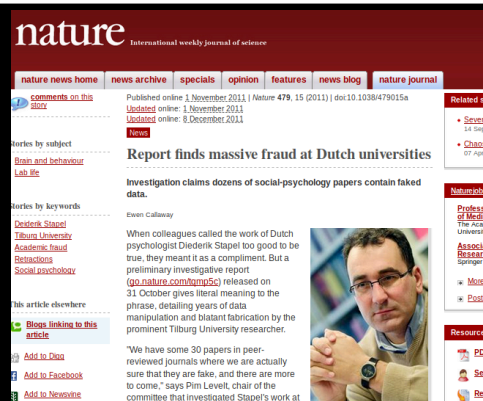 nature International weekly journal of science
nature news home news archive specials opinion features news blog nature journal
comments on this
story
Stories by subject
Brain and behaviour
Lab life
Stories by keywords
Deiderik Stapel
Tilburg University
Academic fraud
Retractions
Social psychology
This article elsewhere
Blogs linking to this
article
Add to Digg
Add to Facebook
Add to Newsvine
Published online 1 November 2011 | Nature 479, 15 (2011) | doi:10.1038/479015a
Updated online: 1 November 2011
Updated online: 8 December 2011
News
Report finds massive fraud at Dutch universities
Investigation claims dozens of social-psychology papers contain faked
data.
Ewen Callaway
When colleagues called the work of Dutch
psychologist Diederik Stapel too good to be
true, they meant it as a compliment. But a
preliminary investigative report
(go.nature.com/tqmp5c) released on
31 October gives literal meaning to the
phrase, detailing years of data
manipulation and blatant fabrication by the
prominent Tilburg University researcher.
"We have some 30 papers in peer-
reviewed journals where we are actually
sure that they are fake, and there are more
to come," says Pim Levelt, chair of the
committee that investigated Stapel's work at
Related s
Sever
14 Sep
Chao
07 Apr
Naturejob
Profess
of Medi
The Aca
Universit
Associa
Resear
Springer
More
Post
Resource
PD
Se
Re